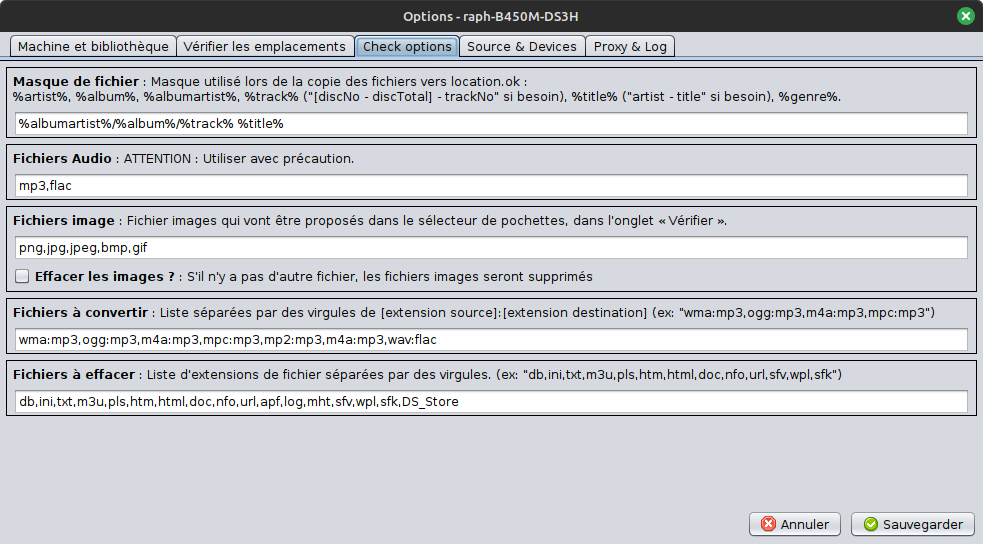 Options - raph-B450M-DS3H
Machine et bibliothèque Vérifier les emplacements Check options Source & Devices Proxy & Log
Masque de fichier : Masque utilisé lors de la copie des fichiers vers location.ok :
%artist%, %album%, %albumartist%, %track% ("[discNo - discTotal] - trackNo" si besoin), %title% ("artist - title" si besoin), %genre%.
%albumartist%/%album%/%track% %title%
Fichiers Audio : ATTENTION : Utiliser avec précaution.
mp3,flac
Fichiers image : Fichier images qui vont être proposés dans le sélecteur de pochettes, dans l'onglet « Vérifier ».
png,jpg,jpeg,bmp,gif
Effacer les images ? : S'il n'y a pas d'autre fichier, les fichiers images seront supprimés
Fichiers à convertir : Liste séparées par des virgules de [extension source]:[extension destination] (ex: "wma:mp3,ogg:mp3,m4a:mp3,mpc:mp3")
wma:mp3,ogg:mp3,m4a:mp3,mpc:mp3,mp2:mp3,m4a:mp3,wav:flac
Fichiers à effacer : Liste d'extensions de fichier séparées par des virgules. (ex: "db,ini,txt,m3u,pls,htm,html,doc,nfo,url,sfv,wpl,sfk")
db,ini,txt,m3u,pls,htm,html,doc,nfo,url,apf,log,mht,sfv,wpl,sfk,DS_Store
Annuler Sauvegarder